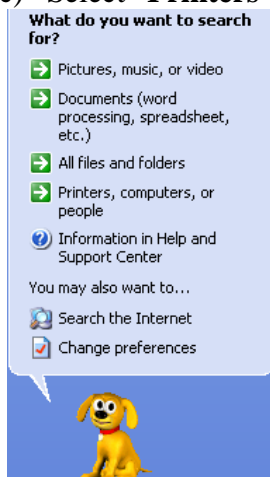 Select Printers
What do you want to search
for?
Pictures, music, or video
Documents (word
processing, spreadsheet,
etc.)
All files and folders
Printers, computers, or
people
Information in Help and
Support Center
You may also want to...
Search the Internet
Change preferences